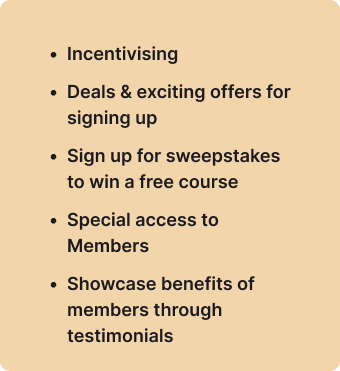 • Incentivising
• Deals & exciting offers for
signing up
• Sign up for sweepstakes
to win a free course
• Special access to
Members
• Showcase benefits of
members through
testimonials